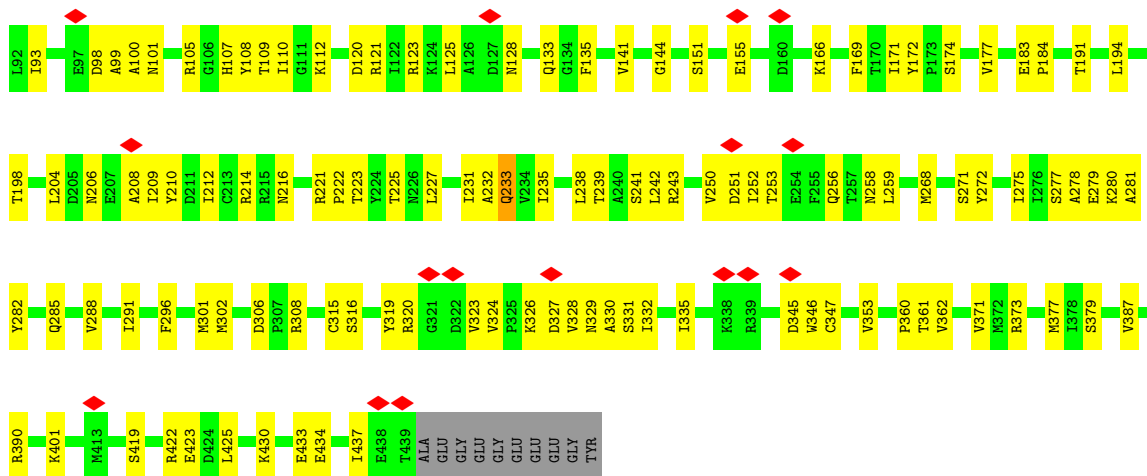 L92 I93 E97 D98 A99 A100 N101 R105 G106 H107 Y108 T109 I110 G111 K112 D120 R121 I122 R123 K124 L125 A126 D127 N128 Q133 G134 F135 V141 G144 S151 E155 D160 K166 F169 T170 I171 Y172 P173 S174 V177 E183 P184 T191 L194
T198 L204 D205 N206 E207 A208 I209 Y210 D211 I212 C213 R214 R215 N216 R221 P222 T223 Y224 T225 N226 L227 I231 A232 Q233 V234 I235 L238 T239 A240 S241 L242 R243 V250 D251 I252 T253 E254 F255 Q256 T257 N258 L259 M268 S271 Y272 I275 I276 S277 A278 E279 K280 A281
Y282 Q285 V288 I291 F296 M301 M302 D306 P307 R308 C315 S316 Y319 R320 G321 D322 V323 V324 P325 K326 D327 V328 N329 A330 S331 I332 I335 K338 R339 D345 W346 C347 V353 P360 T361 V362 V371 M372 R373 M377 I378 S379 V387
R390 K401 M413 S419 R422 E423 D424 L425 K430 E433 E434 I437 E438 T439 ALA GLU GLY GLU GLY GLU GLU GLU GLY TYR